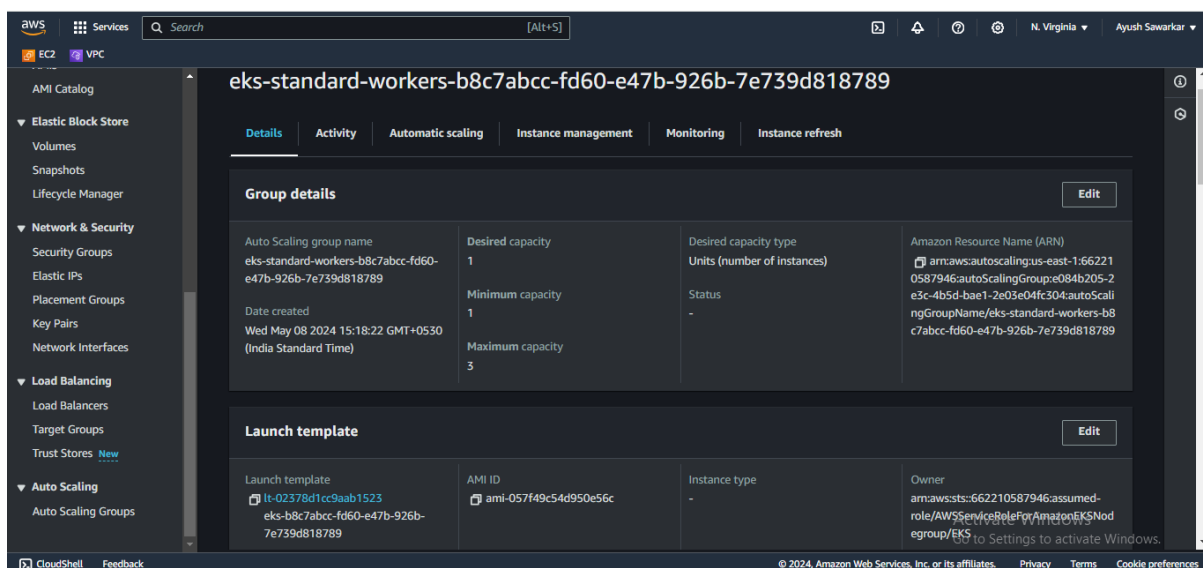 aws
Services
Search
[Alt+S]
N. Virginia
Ayush Sawarkar
EC2
VPC
AMI Catalog
Elastic Block Store
Volumes
Snapshots
Lifecycle Manager
Network & Security
Security Groups
Elastic IPs
Placement Groups
Key Pairs
Network Interfaces
Load Balancing
Load Balancers
Target Groups
Trust Stores New
Auto Scaling
Auto Scaling Groups
eks-standard-workers-b8c7abcc-fd60-e47b-926b-7e739d818789
Details
Activity
Automatic scaling
Instance management
Monitoring
Instance refresh
Group details
Edit
Auto Scaling group name
eks-standard-workers-b8c7abcc-fd60-
e47b-926b-7e739d818789
Date created
Wed May 08 2024 15:18:22 GMT+0530
(India Standard Time)
Desired capacity
1
Minimum capacity
1
Maximum capacity
3
Desired capacity type
Units (number of instances)
Status
-
Amazon Resource Name (ARN)
arn:aws:autoscaling:us-east-1:66221
0587946:autoScalingGroup:e084b205-2
e3c-4b5d-bae1-2e03e04fc304:autoScali
ngGroupName/eks-standard-workers-b8
c7abcc-fd60-e47b-926b-7e739d818789
Launch template
Edit
Launch template
lt-02378d1cc9aab1523
eks-b8c7abcc-fd60-e47b-926b-
7e739d818789
AMI ID
ami-057f49c54d950e56c
Instance type
-
Owner
arn:aws:sts::662210587946:assumed-
role/AWSServiceRoleForAmazonEKSNod
egroup/EKS
Activate Windows
Go to Settings to activate Windows.
CloudShell
Feedback
© 2024, Amazon Web Services, Inc. or its affiliates.
Privacy
Terms
Cookie preferences